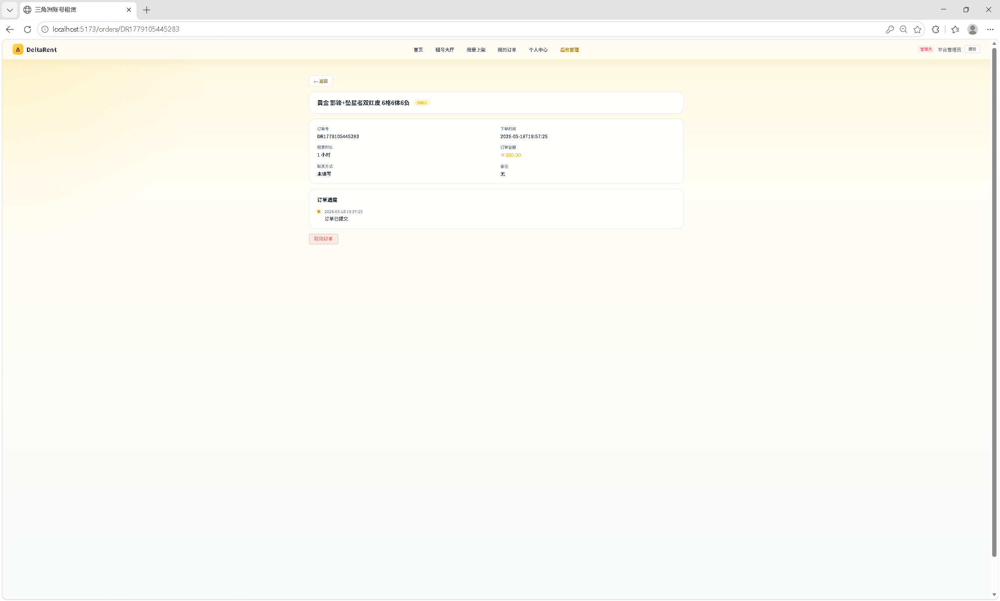 三角洲账号租赁
localhost:5173/orders/DR1779105445283
Δ DeltaRent
首页 租号大厅 我要上架 我的订单 个人中心 后台管理
管理员 平台管理员 退出
← 返回
黄金 影锋+坠星者双红皮 6格6体6负 待确认
订单号 下单时间
DR1779105445283 2026-05-18T19:57:25
租赁时长 订单金额
1 小时 ￥680.00
联系方式 备注
未填写 无
订单进度
2026-05-18 19:57:25
订单已提交
取消订单